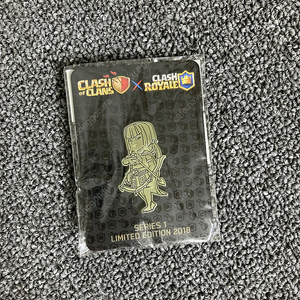 CLASH OF CLANS X CLASH ROYALE
SERIES 1
LIMITED EDITION 2018